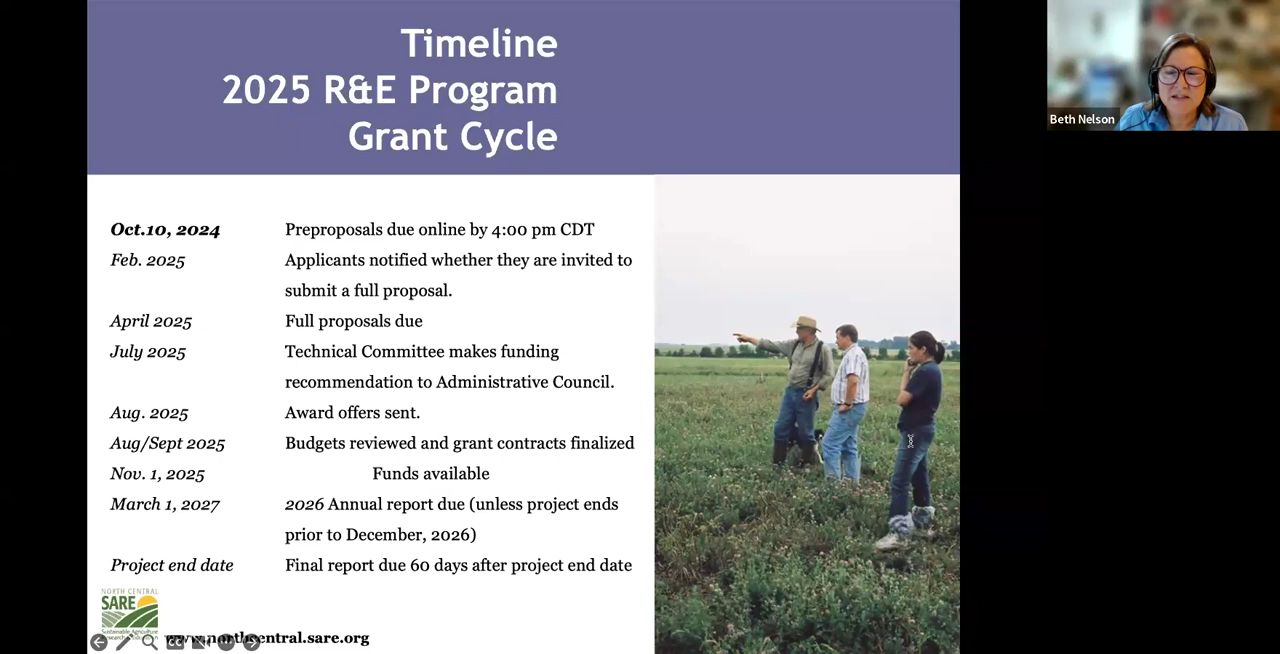 Timeline
2025 R&E Program
Grant Cycle
Beth Nelson
Oct.10, 2024 Preproposals due online by 4:00 pm CDT
Feb. 2025 Applicants notified whether they are invited to
submit a full proposal.
April 2025 Full proposals due
July 2025 Technical Committee makes funding
recommendation to Administrative Council.
Aug. 2025 Award offers sent.
Aug/Sept 2025 Budgets reviewed and grant contracts finalized
Nov. 1, 2025 Funds available
March 1, 2027 2026 Annual report due (unless project ends
prior to December, 2026)
Project end date Final report due 60 days after project end date
NORTH CENTRAL
SARE
Sustainable Agriculture
Research & Education
www.northcentral.sare.org
CC